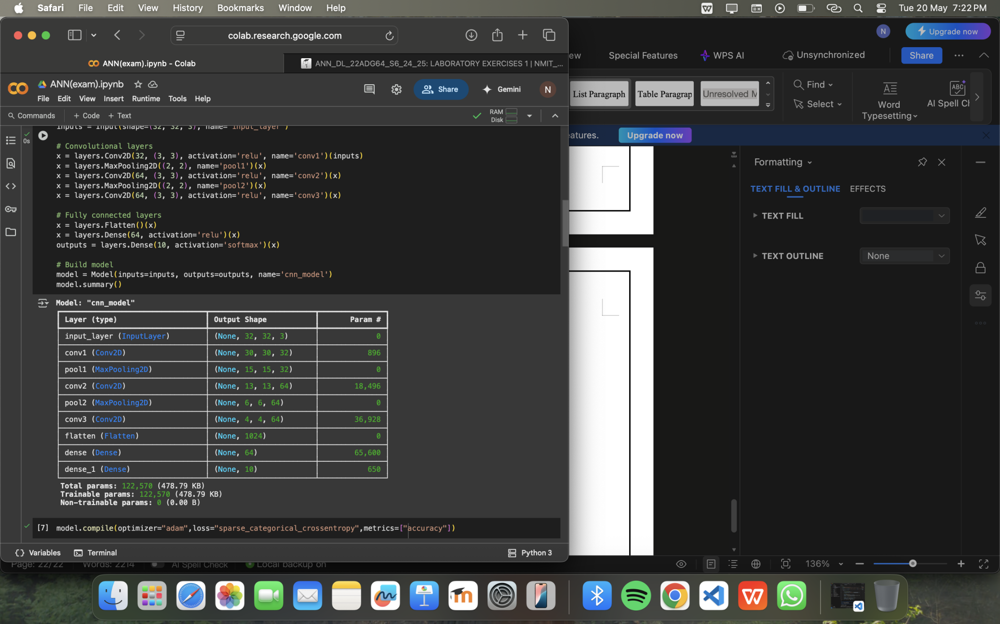 Safari File Edit View History Bookmarks Window Help
Tue 20 May 7:22 PM
colab.research.google.com
ANN(exam).ipynb - Colab
ANN_DL_22ADG64_S6_24_25: LABORATORY EXERCISES 1 | NMIT_...
ANN(exam).ipynb
File Edit View Insert Runtime Tools Help
Share
Gemini
N
Commands + Code + Text
RAM
Disk
0s
inputs = Input(shape=(32, 32, 3), name='input_layer')
# Convolutional layers
x = layers.Conv2D(32, (3, 3), activation='relu', name='conv1')(inputs)
x = layers.MaxPooling2D((2, 2), name='pool1')(x)
x = layers.Conv2D(64, (3, 3), activation='relu', name='conv2')(x)
x = layers.MaxPooling2D((2, 2), name='pool2')(x)
x = layers.Conv2D(64, (3, 3), activation='relu', name='conv3')(x)
# Fully connected layers
x = layers.Flatten()(x)
x = layers.Dense(64, activation='relu')(x)
outputs = layers.Dense(10, activation='softmax')(x)
# Build model
model = Model(inputs=inputs, outputs=outputs, name='cnn_model')
model.summary()
Model: "cnn_model"
Layer (type) Output Shape Param #
input_layer (InputLayer) (None, 32, 32, 3) 0
conv1 (Conv2D) (None, 30, 30, 32) 896
pool1 (MaxPooling2D) (None, 15, 15, 32) 0
conv2 (Conv2D) (None, 13, 13, 64) 18,496
pool2 (MaxPooling2D) (None, 6, 6, 64) 0
conv3 (Conv2D) (None, 4, 4, 64) 36,928
flatten (Flatten) (None, 1024) 0
dense (Dense) (None, 64) 65,600
dense_1 (Dense) (None, 10) 650
Total params: 122,570 (478.79 KB)
Trainable params: 122,570 (478.79 KB)
Non-trainable params: 0 (0.00 B)
[7] model.compile(optimizer="adam",loss="sparse_categorical_crossentropy",metrics=["accuracy"])
Variables Terminal
Python 3
N
Upgrade now
ew Special Features WPS AI Unsynchronized Share
List Paragraph Table Paragrap Unresolved M
Find
Select
Word
Typesetting
ABC
AI Spell Ch
eatures. Upgrade now
Formatting
TEXT FILL & OUTLINE EFFECTS
TEXT FILL
TEXT OUTLINE None
Page: 22/22 Words: 2214 AI Spell Check Local backup on
136%